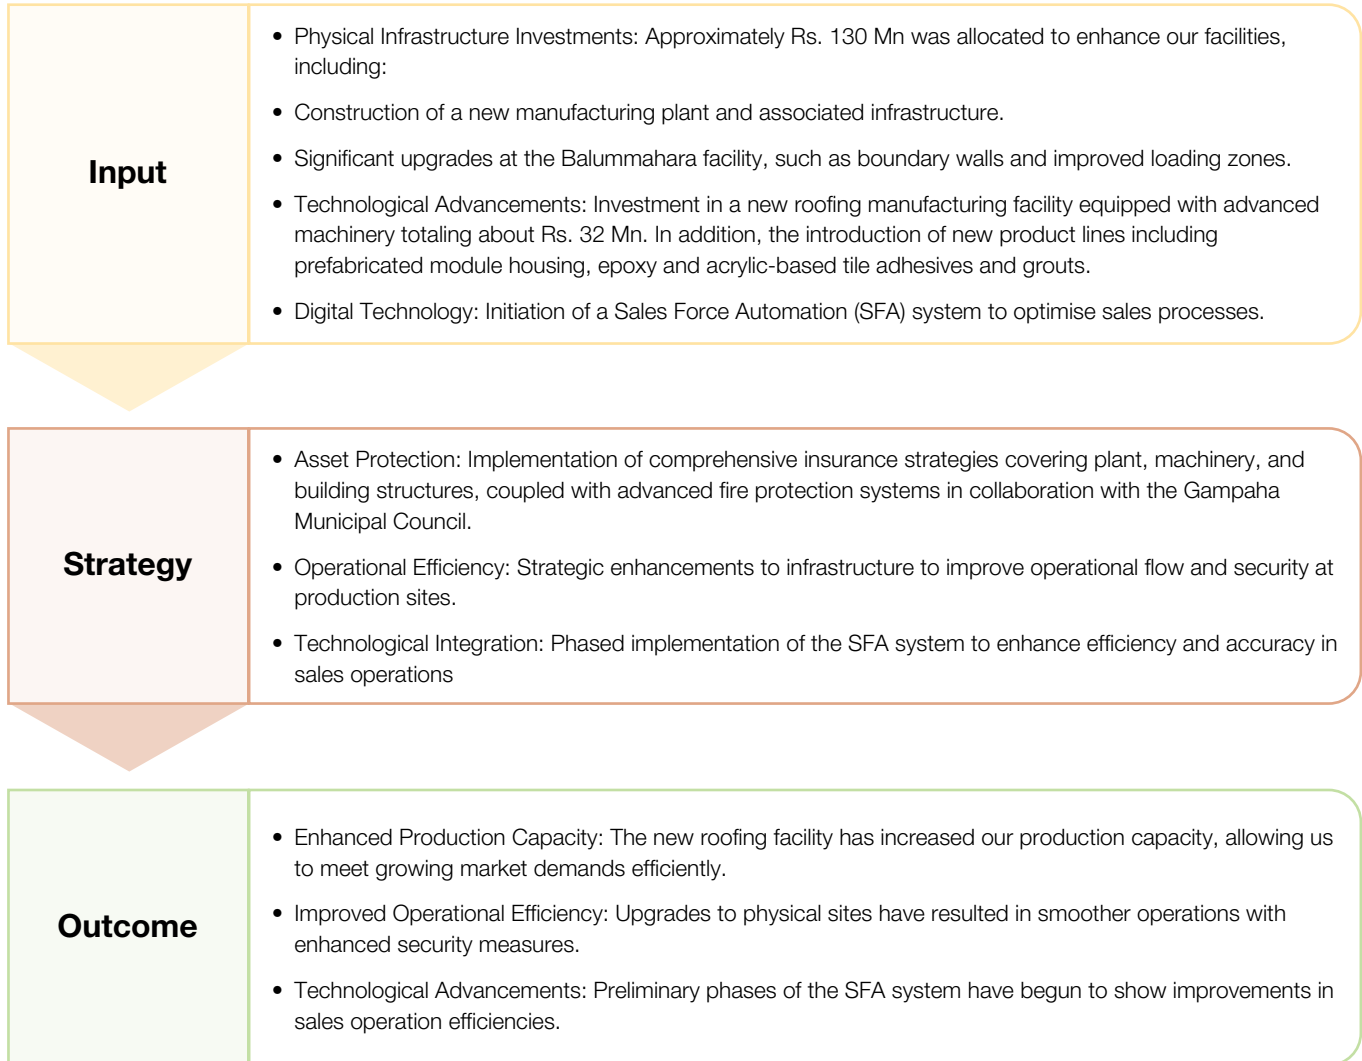 Input
• Physical Infrastructure Investments: Approximately Rs. 130 Mn was allocated to enhance our facilities,
including:
• Construction of a new manufacturing plant and associated infrastructure.
• Significant upgrades at the Balummahara facility, such as boundary walls and improved loading zones.
• Technological Advancements: Investment in a new roofing manufacturing facility equipped with advanced
machinery totaling about Rs. 32 Mn. In addition, the introduction of new product lines including
prefabricated module housing, epoxy and acrylic-based tile adhesives and grouts.
• Digital Technology: Initiation of a Sales Force Automation (SFA) system to optimise sales processes.
Strategy
• Asset Protection: Implementation of comprehensive insurance strategies covering plant, machinery, and
building structures, coupled with advanced fire protection systems in collaboration with the Gampaha
Municipal Council.
• Operational Efficiency: Strategic enhancements to infrastructure to improve operational flow and security at
production sites.
• Technological Integration: Phased implementation of the SFA system to enhance efficiency and accuracy in
sales operations
Outcome
• Enhanced Production Capacity: The new roofing facility has increased our production capacity, allowing us
to meet growing market demands efficiently.
• Improved Operational Efficiency: Upgrades to physical sites have resulted in smoother operations with
enhanced security measures.
• Technological Advancements: Preliminary phases of the SFA system have begun to show improvements in
sales operation efficiencies.